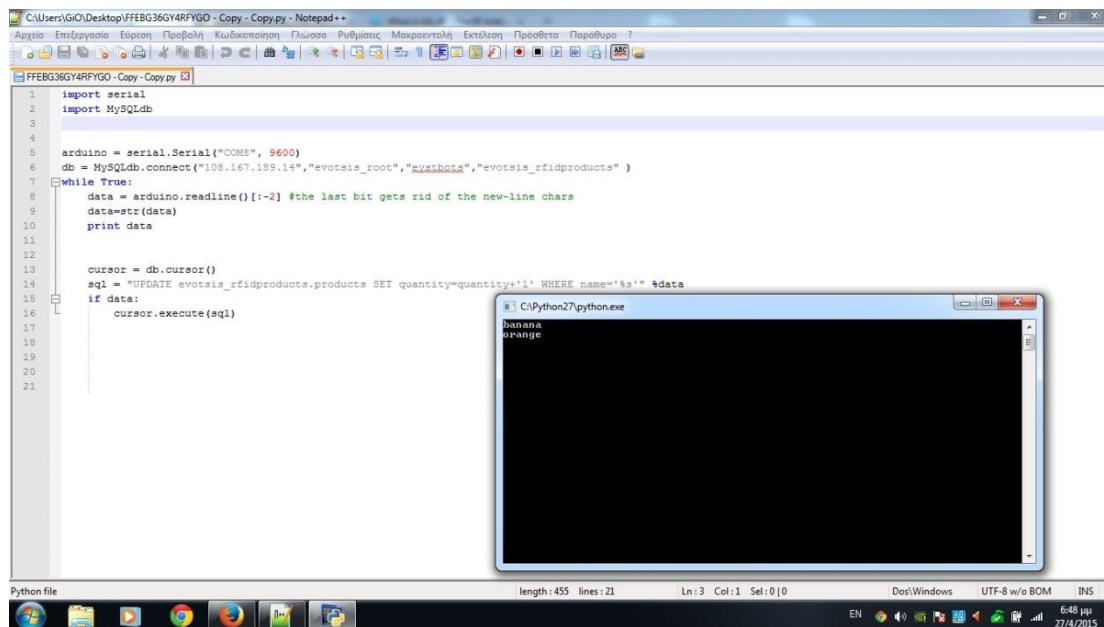 C:\Users\GiO\Desktop\FFEBG36GY4RFYGO - Copy - Copy.py - Notepad++
Αρχείο Επεξεργασία Εύρεση Προβολή Κωδικοποίηση Γλώσσα Ρυθμίσεις Μακροεντολή Εκτέλεση Πρόσθετα Παράθυρο ?
FFEBG36GY4RFYGO - Copy - Copy.py
1 import serial
2 import MySQLdb
3
4
5 arduino = serial.Serial("COM8", 9600)
6 db = MySQLdb.connect("108.167.189.14","evotsis_root","","evotsis_rfidproducts" )
7 while True:
8 data = arduino.readline()[:-2] #the last bit gets rid of the new-line chars
9 data=str(data)
10 print data
11
12
13 cursor = db.cursor()
14 sql = "UPDATE evotsis_rfidproducts.products SET quantity=quantity+'1' WHERE name='%s'" %data
15 if data:
16 cursor.execute(sql)
17
18
19
20
21
C:\Python27\python.exe
banana
orange
Python file length : 455 lines : 21 Ln : 3 Col : 1 Sel : 0 | 0 Dos\Windows UTF-8 w/o BOM INS
EN 6:48 μμ
27/4/2015